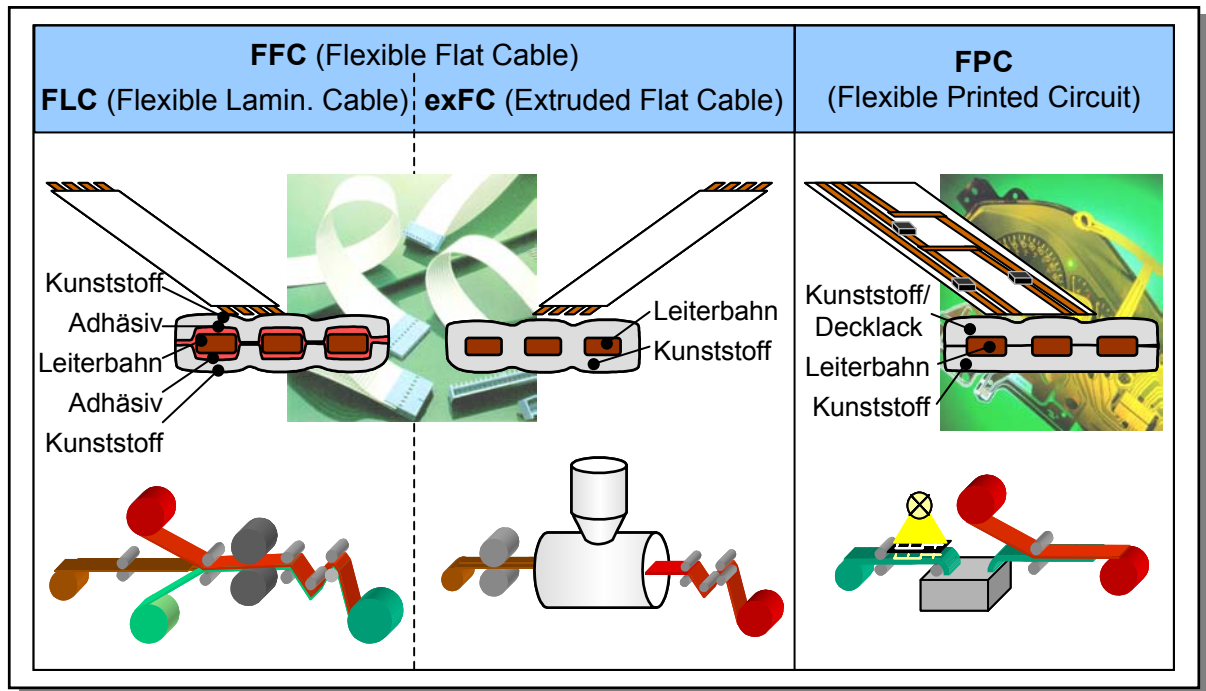 FFC (Flexible Flat Cable)
FLC (Flexible Lamin. Cable)
exFC (Extruded Flat Cable)
FPC
(Flexible Printed Circuit)
Kunststoff
Adhäsiv
Leiterbahn
Adhäsiv
Kunststoff
Leiterbahn
Kunststoff
Kunststoff/
Decklack
Leiterbahn
Kunststoff